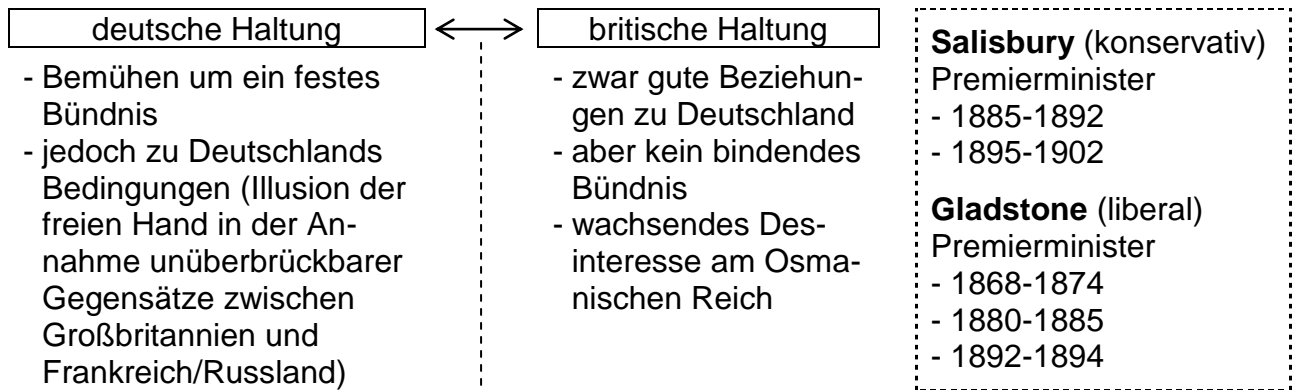 deutsche Haltung
- Bemühen um ein festes
Bündnis
- jedoch zu Deutschlands
Bedingungen (Illusion der
freien Hand in der An-
nahme unüberbrückbarer
Gegensätze zwischen
Großbritannien und
Frankreich/Russland)
britische Haltung
- zwar gute Beziehun-
gen zu Deutschland
- aber kein bindendes
Bündnis
- wachsendes Des-
interesse am Osma-
nischen Reich
Salisbury (konservativ)
Premierminister
- 1885-1892
- 1895-1902
Gladstone (liberal)
Premierminister
- 1868-1874
- 1880-1885
- 1892-1894